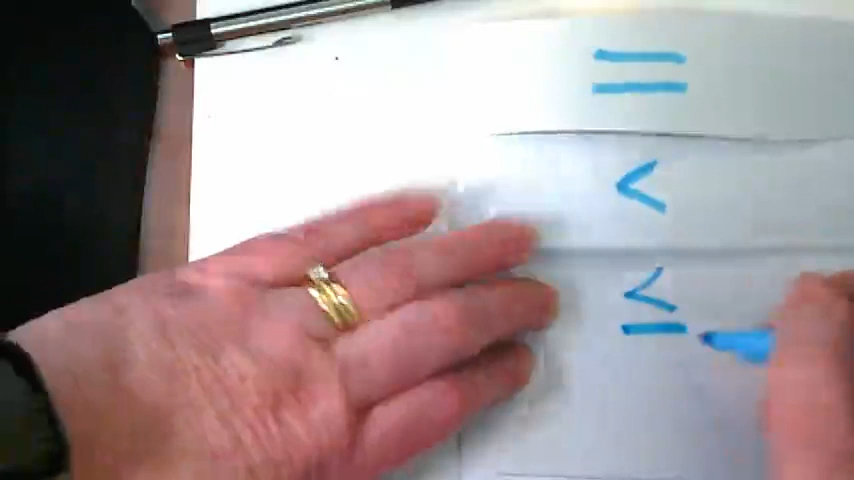 =
<
≤